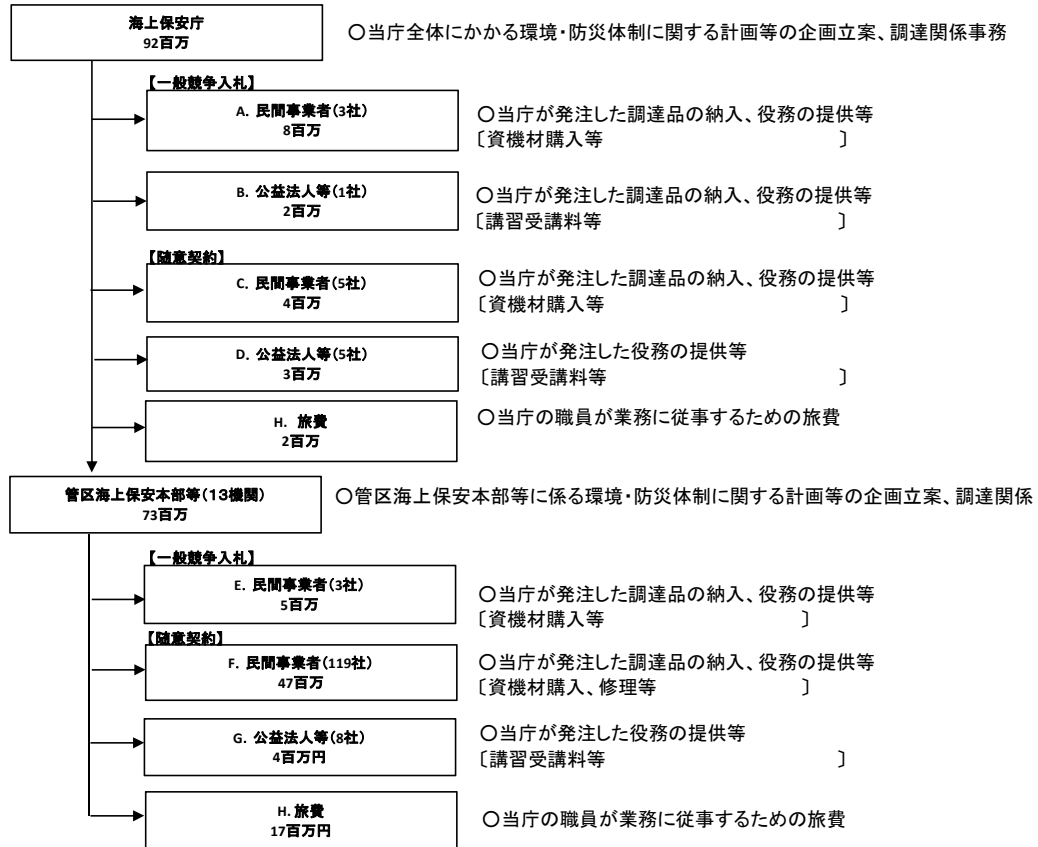 海上保安庁
92百万
○当庁全体にかかる環境・防災体制に関する計画等の企画立案、調達関係事務
【一般競争入札】
A. 民間事業者(3社)
8百万
○当庁が発注した調達品の納入、役務の提供等
〔資機材購入等 〕
B. 公益法人等(1社)
2百万
○当庁が発注した調達品の納入、役務の提供等
〔講習受講料等 〕
【随意契約】
C. 民間事業者(5社)
4百万
○当庁が発注した調達品の納入、役務の提供等
〔資機材購入等 〕
D. 公益法人等(5社)
3百万
○当庁が発注した役務の提供等
〔講習受講料等 〕
H. 旅費
2百万
○当庁の職員が業務に従事するための旅費
管区海上保安本部等(13機関)
73百万
○管区海上保安本部等に係る環境・防災体制に関する計画等の企画立案、調達関係
【一般競争入札】
E. 民間事業者(3社)
5百万
○当庁が発注した調達品の納入、役務の提供等
〔資機材購入等 〕
【随意契約】
F. 民間事業者(119社)
47百万
○当庁が発注した調達品の納入、役務の提供等
〔資機材購入、修理等 〕
G. 公益法人等(8社)
4百万円
○当庁が発注した役務の提供等
〔講習受講料等 〕
H. 旅費
17百万円
○当庁の職員が業務に従事するための旅費